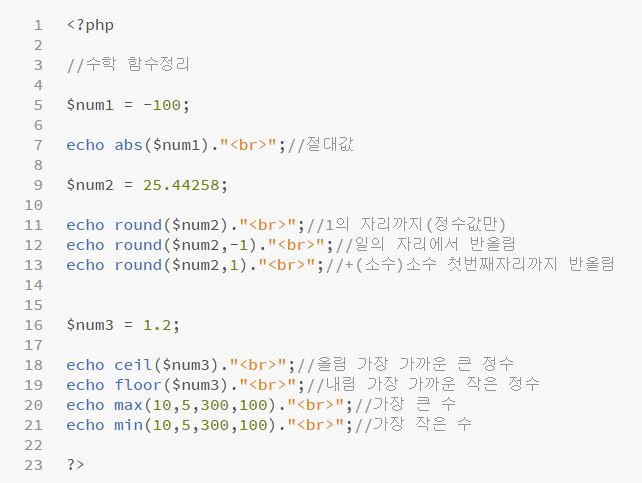 1 <?php
2
3 //수학 함수정리
4
5 $num1 = -100;
6
7 echo abs($num1)."<br>";//절대값
8
9 $num2 = 25.44258;
10
11 echo round($num2)."<br>";//1의 자리까지(정수값만)
12 echo round($num2,-1)."<br>";//일의 자리에서 반올림
13 echo round($num2,1)."<br>";//+(소수)소수 첫번째자리까지 반올림
14
15
16 $num3 = 1.2;
17
18 echo ceil($num3)."<br>";//올림 가장 가까운 큰 정수
19 echo floor($num3)."<br>";//내림 가장 가까운 작은 정수
20 echo max(10,5,300,100)."<br>";//가장 큰 수
21 echo min(10,5,300,100)."<br>";//가장 작은 수
22
23 ?>